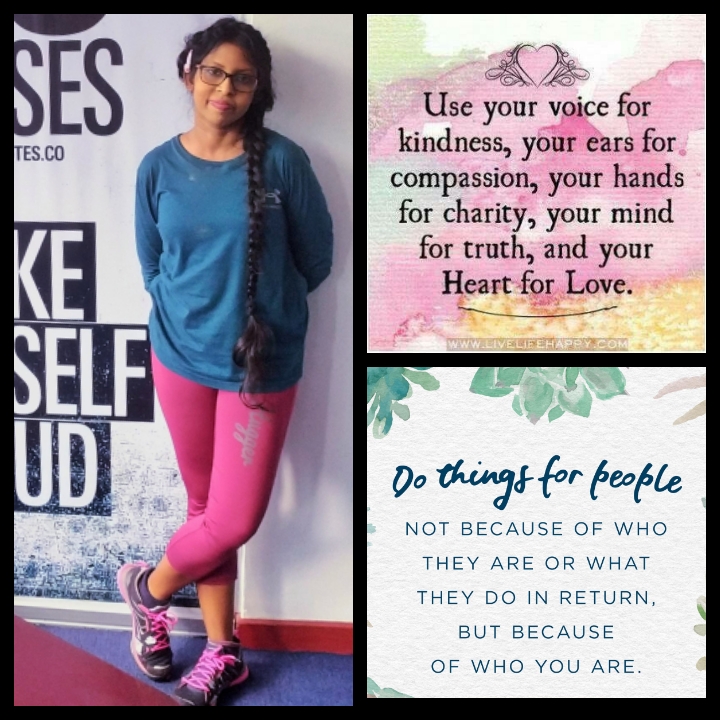 SES
TES.CO
KE
SELF
UD
Use your voice for
kindness, your ears for
compassion, your hands
for charity, your mind
for truth, and your
Heart for Love.
WWW.LIVELIFEHAPPY.COM
Do things for people
NOT BECAUSE OF WHO
THEY ARE OR WHAT
THEY DO IN RETURN,
BUT BECAUSE
OF WHO YOU ARE.